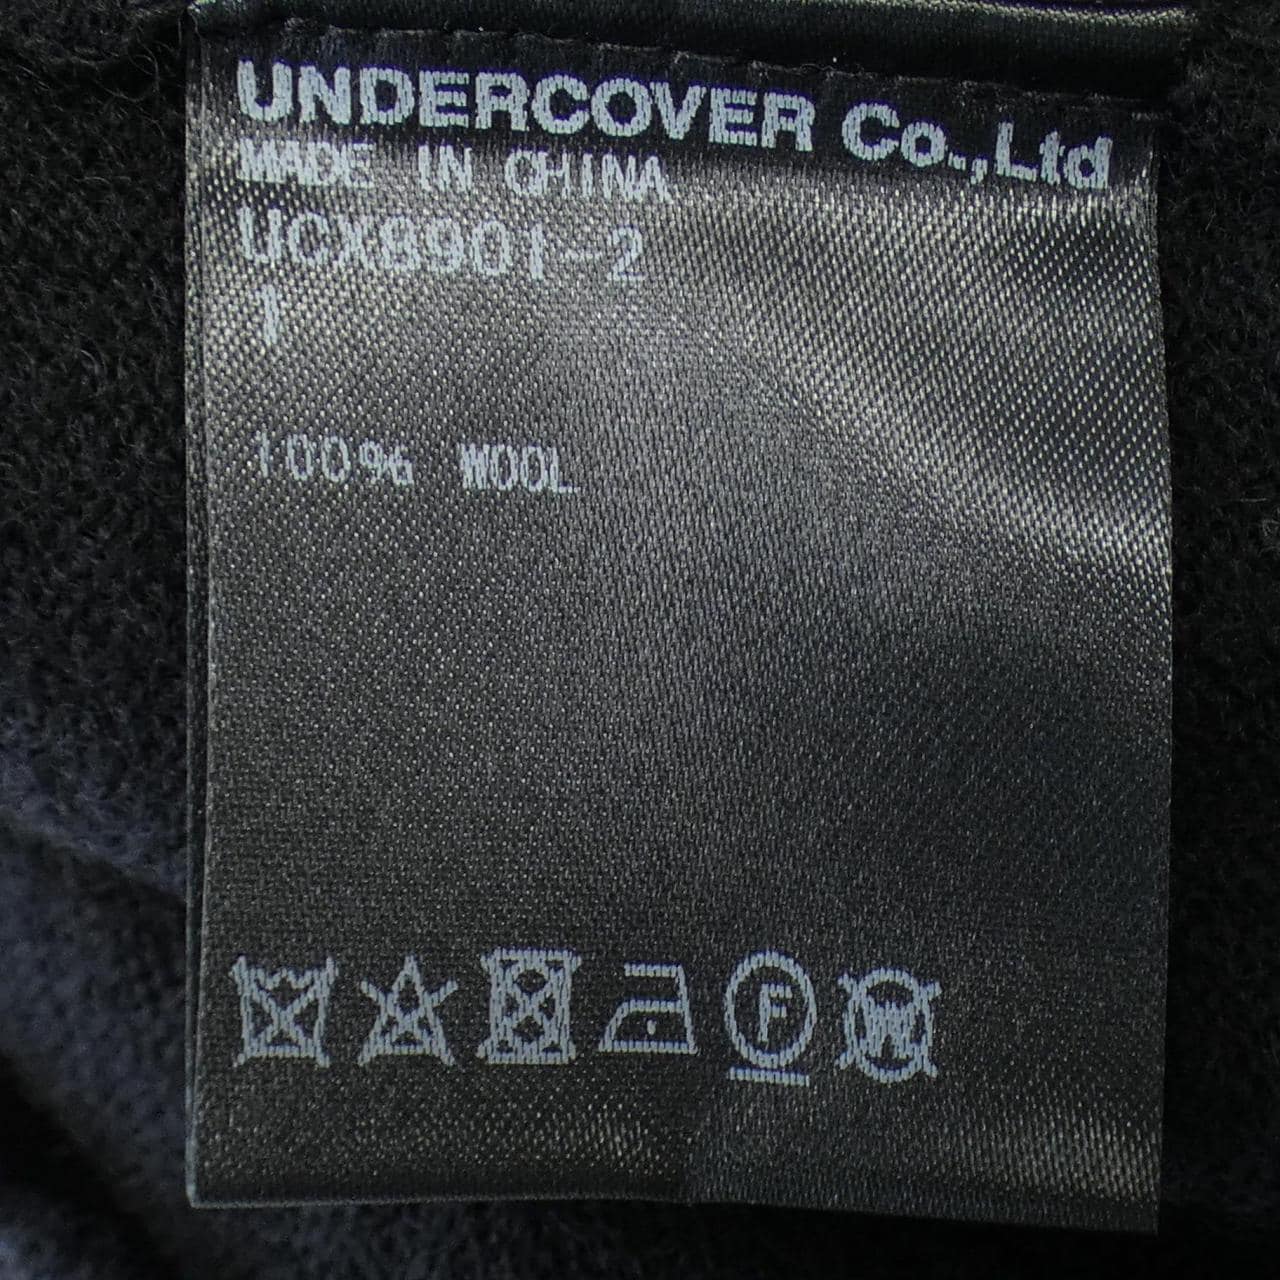 UNDERCOVER Co.,Ltd
MADE IN CHINA
UCX8901-2
1
100% WOOL
F
W